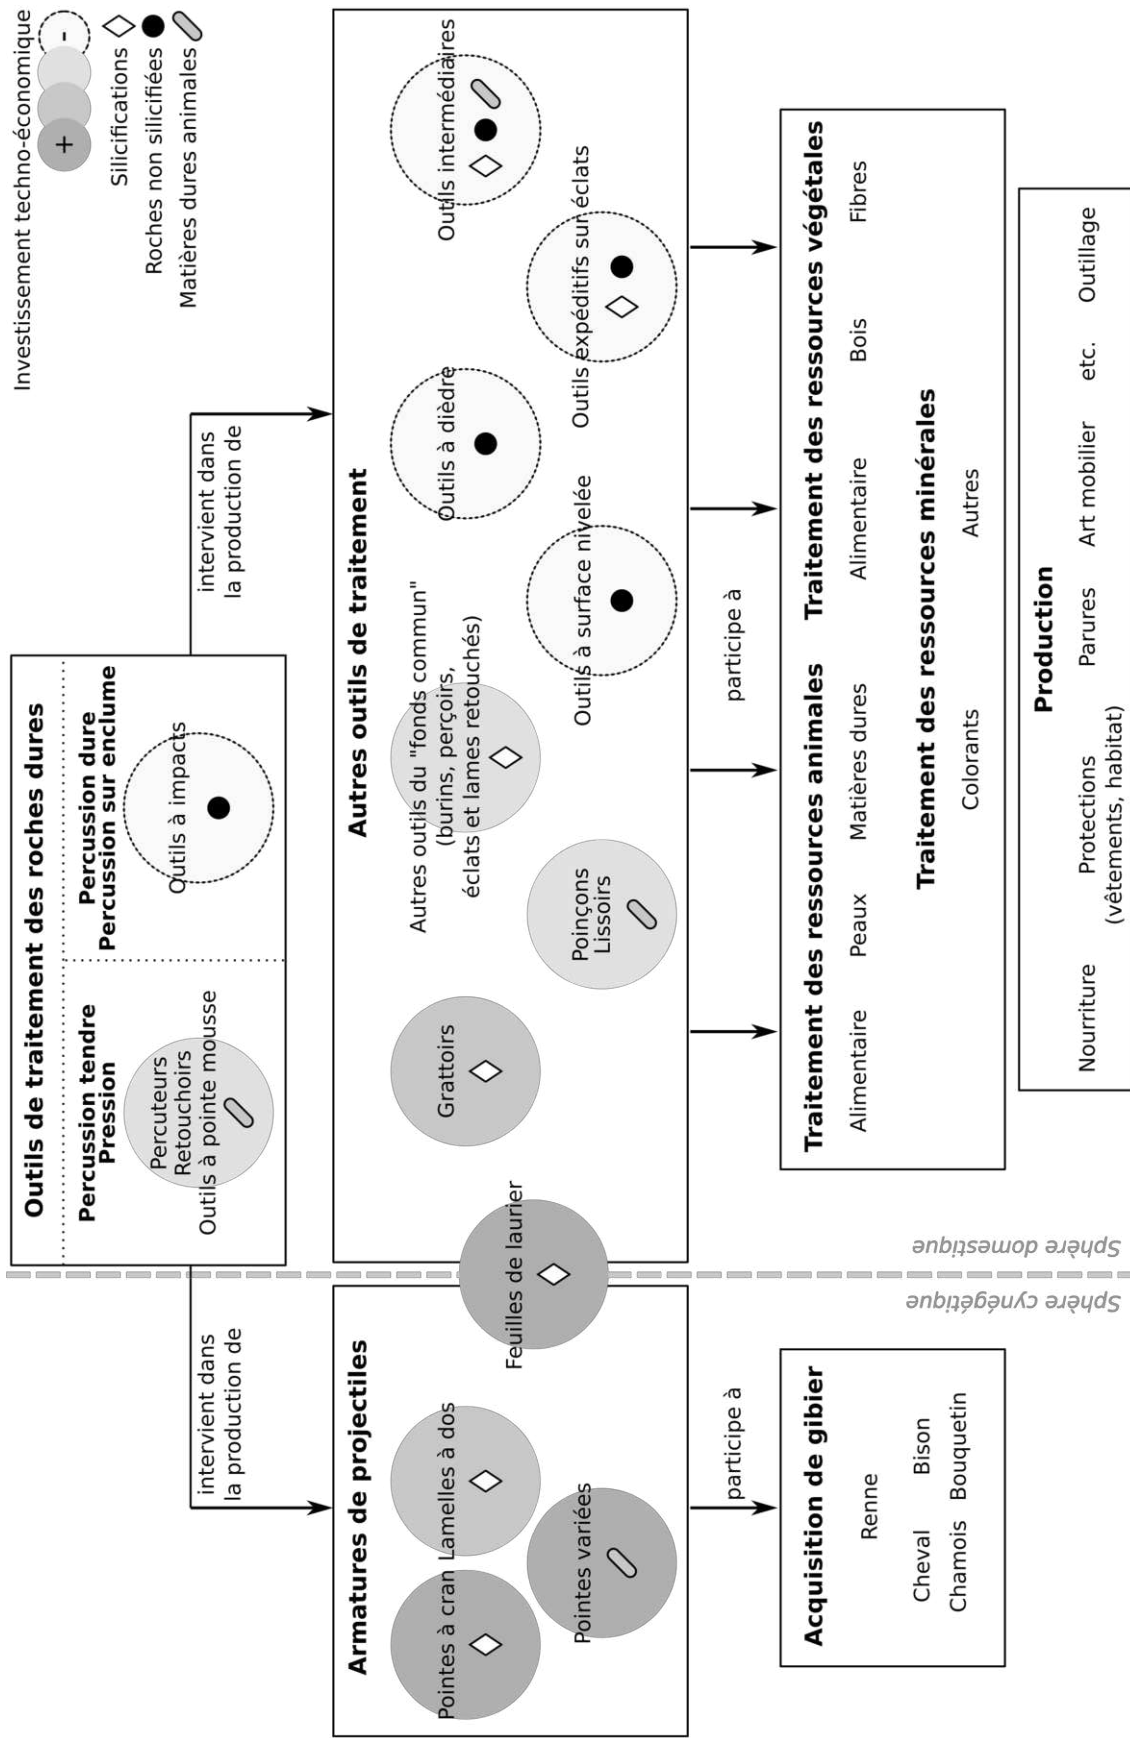 Investissement techno-économique
+
-
Silicifications
Roches non silicifiées
Matières dures animales
Outils de traitement des roches dures
Percussion tendre
Pression
Percuteurs
Retouchoirs
Outils à pointe mousse
Percussion dure
Percussion sur enclume
Outils à impacts
intervient dans
la production de
intervient dans
la production de
Armatures de projectiles
Pointes à cran
Lamelles à dos
Pointes variées
Feuilles de laurier
Autres outils de traitement
Grattoirs
Poinçons
Lissoirs
Autres outils du "fonds commun"
(burins, perçoirs,
éclats et lames retouchés)
Outils à surface nivelée
Outils à dièdre
Outils expéditifs sur éclats
Outils intermédiaires
participe à
participe à
Acquisition de gibier
Renne
Cheval Bison
Chamois Bouquetin
Sphère cynégétique
Sphère domestique
Traitement des ressources animales
Alimentaire Peaux Matières dures
Traitement des ressources végétales
Alimentaire Bois Fibres
Traitement des ressources minérales
Colorants Autres
Production
Nourriture
Protections
(vêtements, habitat)
Parures Art mobilier etc. Outillage